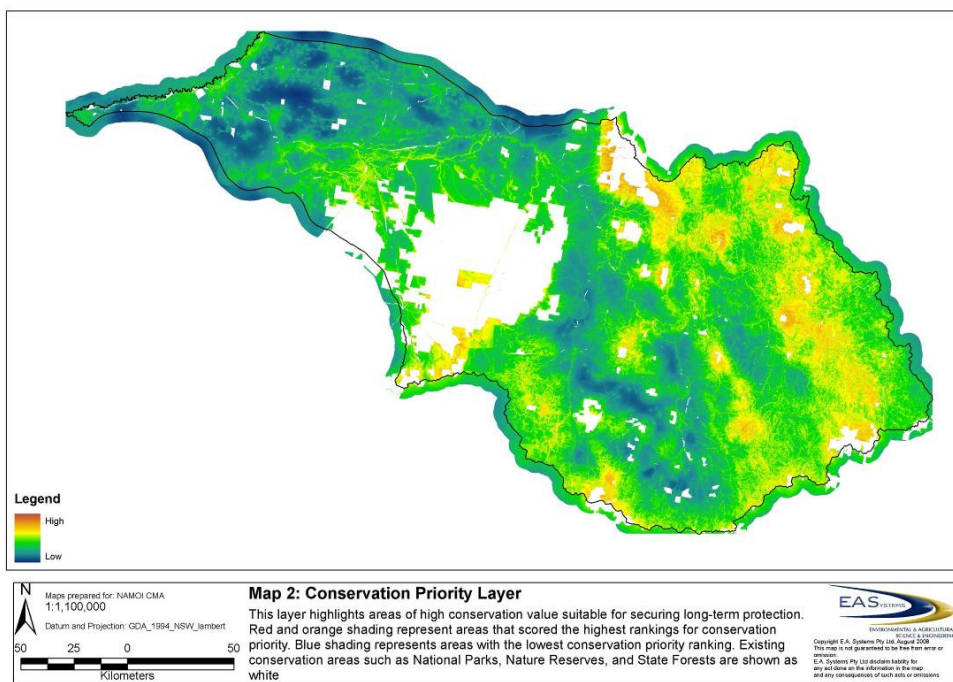 Legend
High
Low
N
Maps prepared for: NAMOI CMA
1:1,100,000
Datum and Projection: GDA_1994_NSW_lambert
50 25 0 50
Kilometers
Map 2: Conservation Priority Layer
This layer highlights areas of high conservation value suitable for securing long-term protection.
Red and orange shading represent areas that scored the highest rankings for conservation
priority. Blue shading represents areas with the lowest conservation priority ranking. Existing
conservation areas such as National Parks, Nature Reserves, and State Forests are shown as
white
EA SYSTEMS
ENVIRONMENTAL & AGRICULTURAL
SCIENCE & ENGINEERING
Copyright E.A. Systems Pty Ltd. August 2009
This map is not guaranteed to be free from error or
omission.
E.A. Systems Pty Ltd disclaim liability for
any act done on the information in the map
and any consequences of such acts or omissions